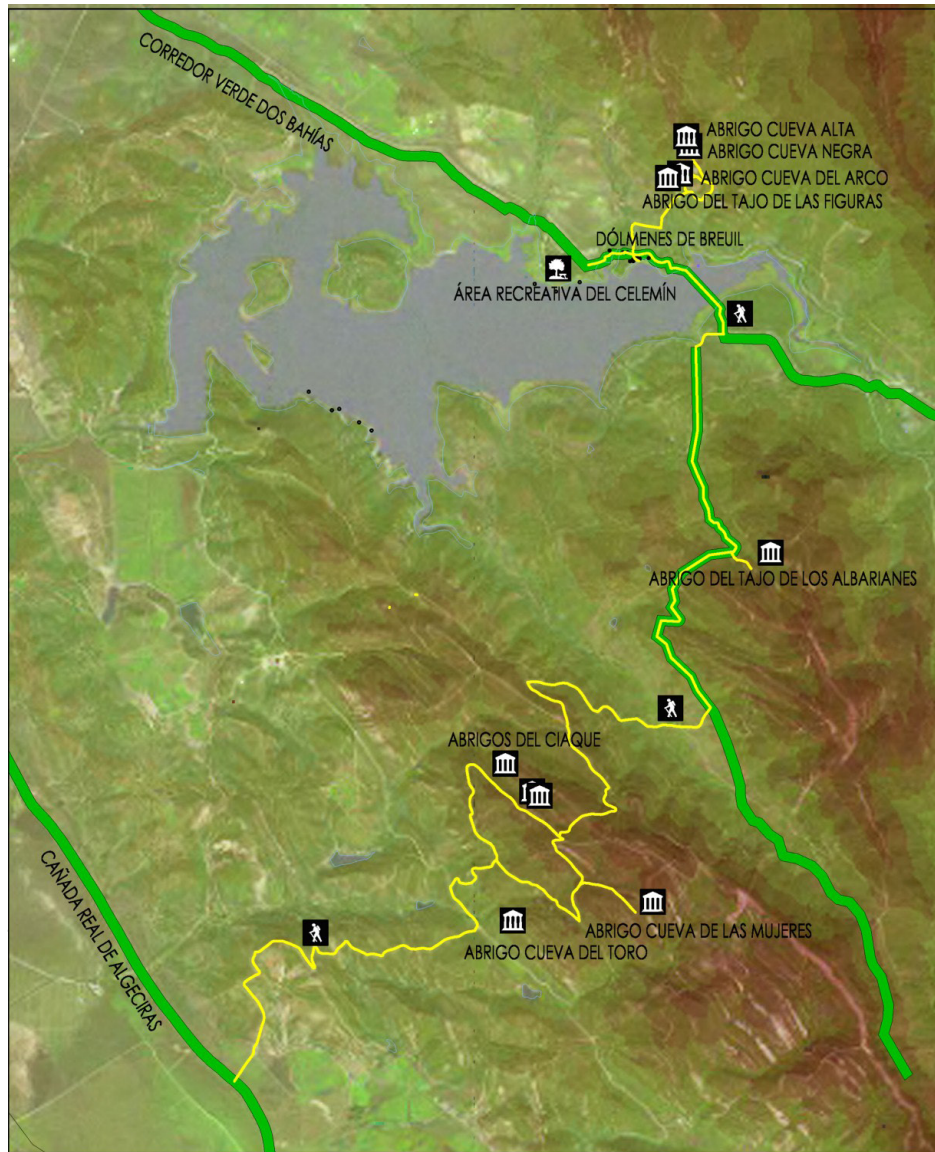 CORREDOR VERDE DOS BAHÍAS
ABRIGO CUEVA ALTA
ABRIGO CUEVA NEGRA
ABRIGO CUEVA DEL ARCO
ABRIGO DEL TAJO DE LAS FIGURAS
DÓLMENES DE BREUIL
ÁREA RECREATIVA DEL CELEMÍN
ABRIGO DEL TAJO DE LOS ALBARIANES
ABRIGOS DEL CIAQUE
CAÑADA REAL DE ALGECIRAS
ABRIGO CUEVA DE LAS MUJERES
ABRIGO CUEVA DEL TORO